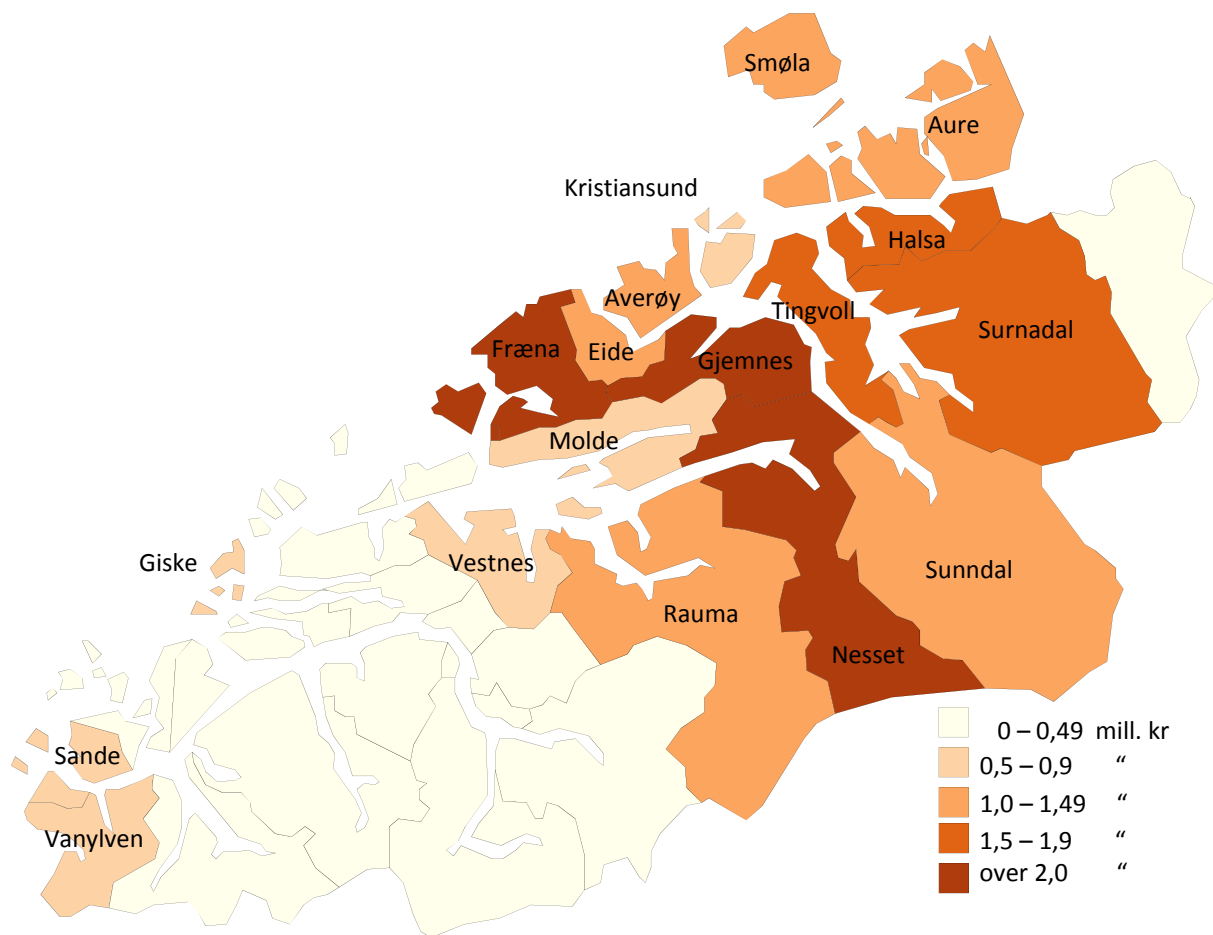 Smøla
Aure
Kristiansund
Halsa
Averøy
Tingvoll
Surnadal
Fræna
Eide
Gjemnes
Molde
Giske
Vestnes
Sunndal
Rauma
Nesset
Sande
Vanylven
0 – 0,49 mill. kr
0,5 – 0,9 “
1,0 – 1,49 “
1,5 – 1,9 “
over 2,0 “